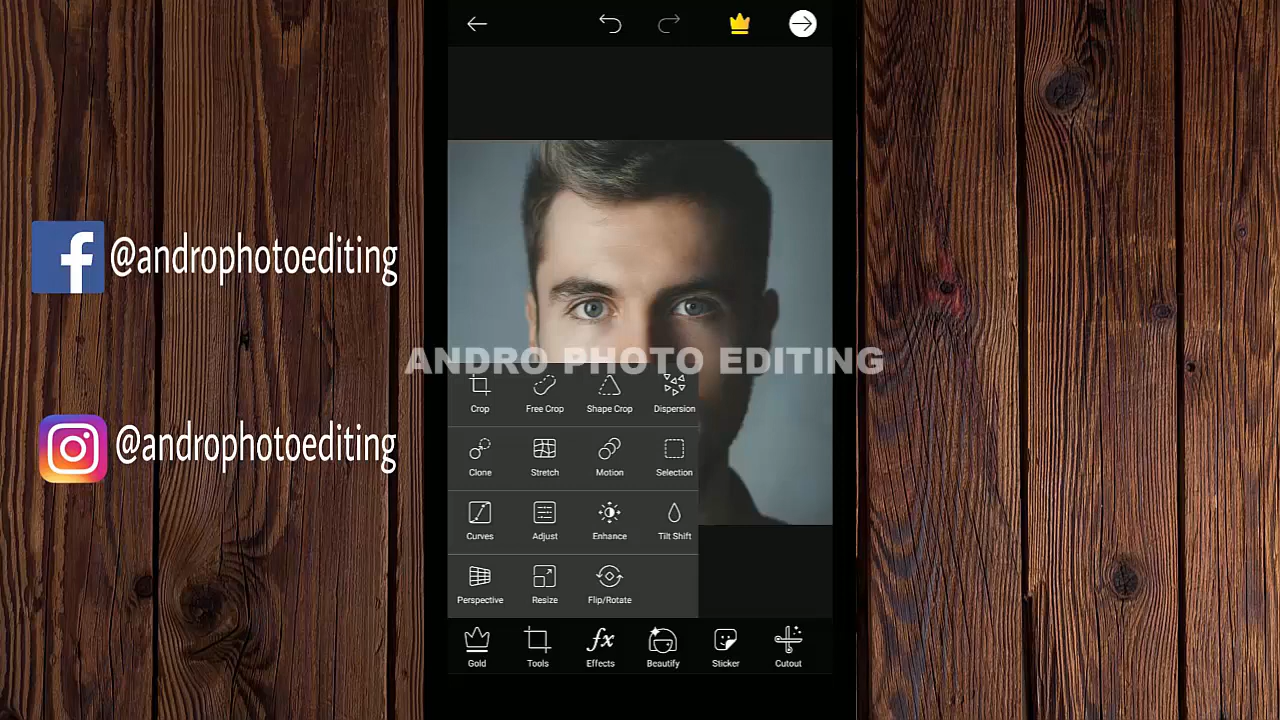 @androphotoediting
@androphotoediting
ANDRO PHOTO EDITING
Crop Free Crop Shape Crop Dispersion
Clone Stretch Motion Selection
Curves Adjust Enhance Tilt Shift
Perspective Resize Flip/Rotate
Gold Tools Effects Beautify Sticker Cutout